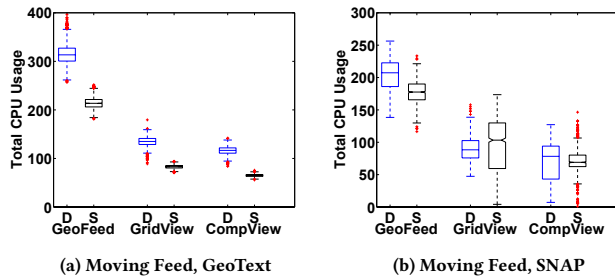 400
300
200
100
0
Total CPU Usage
D S D S D S
GeoFeed GridView CompView
(a) Moving Feed, GeoText
300
250
200
150
100
50
0
Total CPU Usage
D S D S D S
GeoFeed GridView CompView
(b) Moving Feed, SNAP